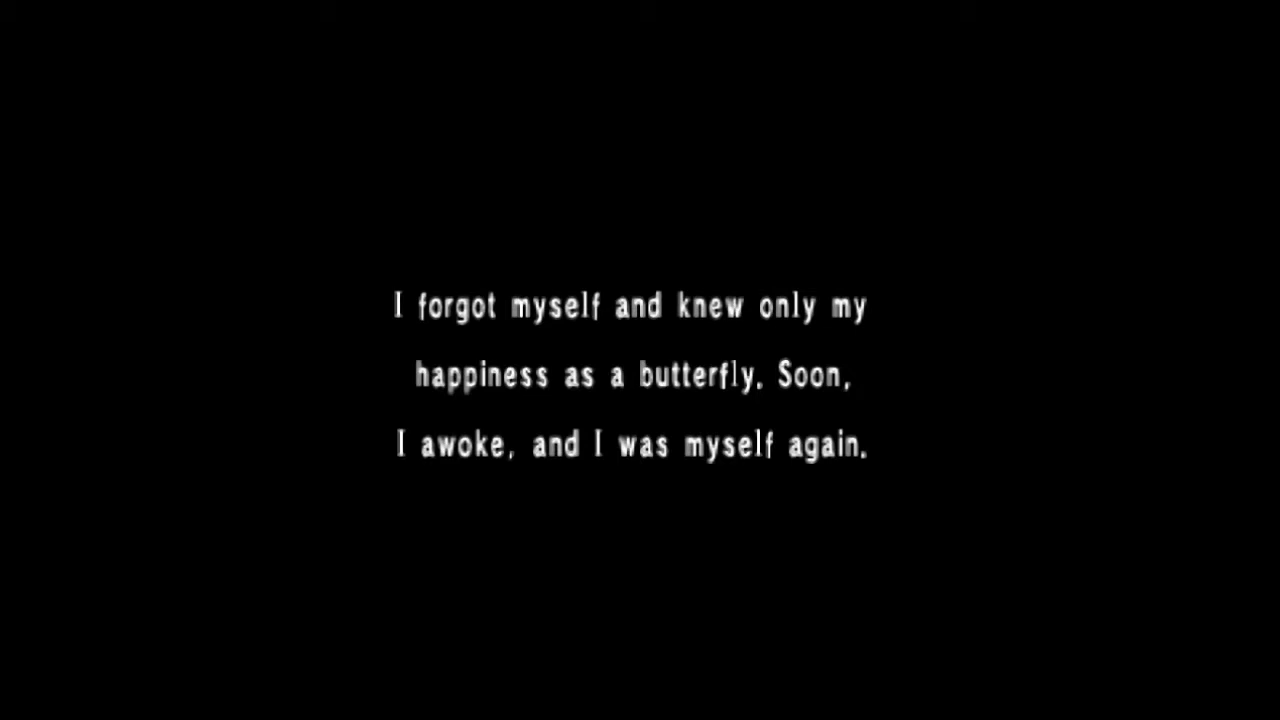 I forgot myself and knew only my
happiness as a butterfly. Soon,
I awoke, and I was myself again.